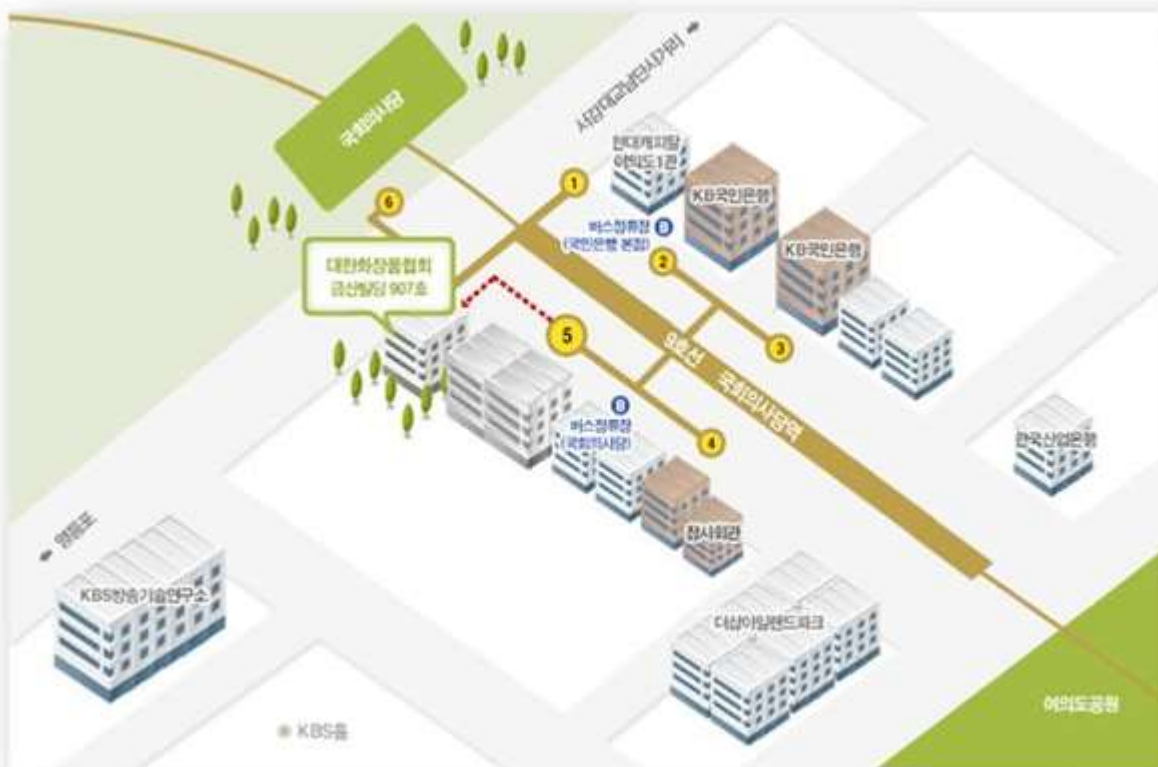 국회의사당
서강대교남단사거리
현대캐피탈
여의도1관
KB국민은행
KB국민은행
버스정류장 B
(국민은행 본점)
1
6
2
3
대한화장품협회
금산빌딩 907호
5
4
9호선 국회의사당역
B
버스정류장
(국회의사당)
한국산업은행
잠사회관
영등포
KBS방송기술연구소
더샵아일랜드파크
여의도공원
KBS홀